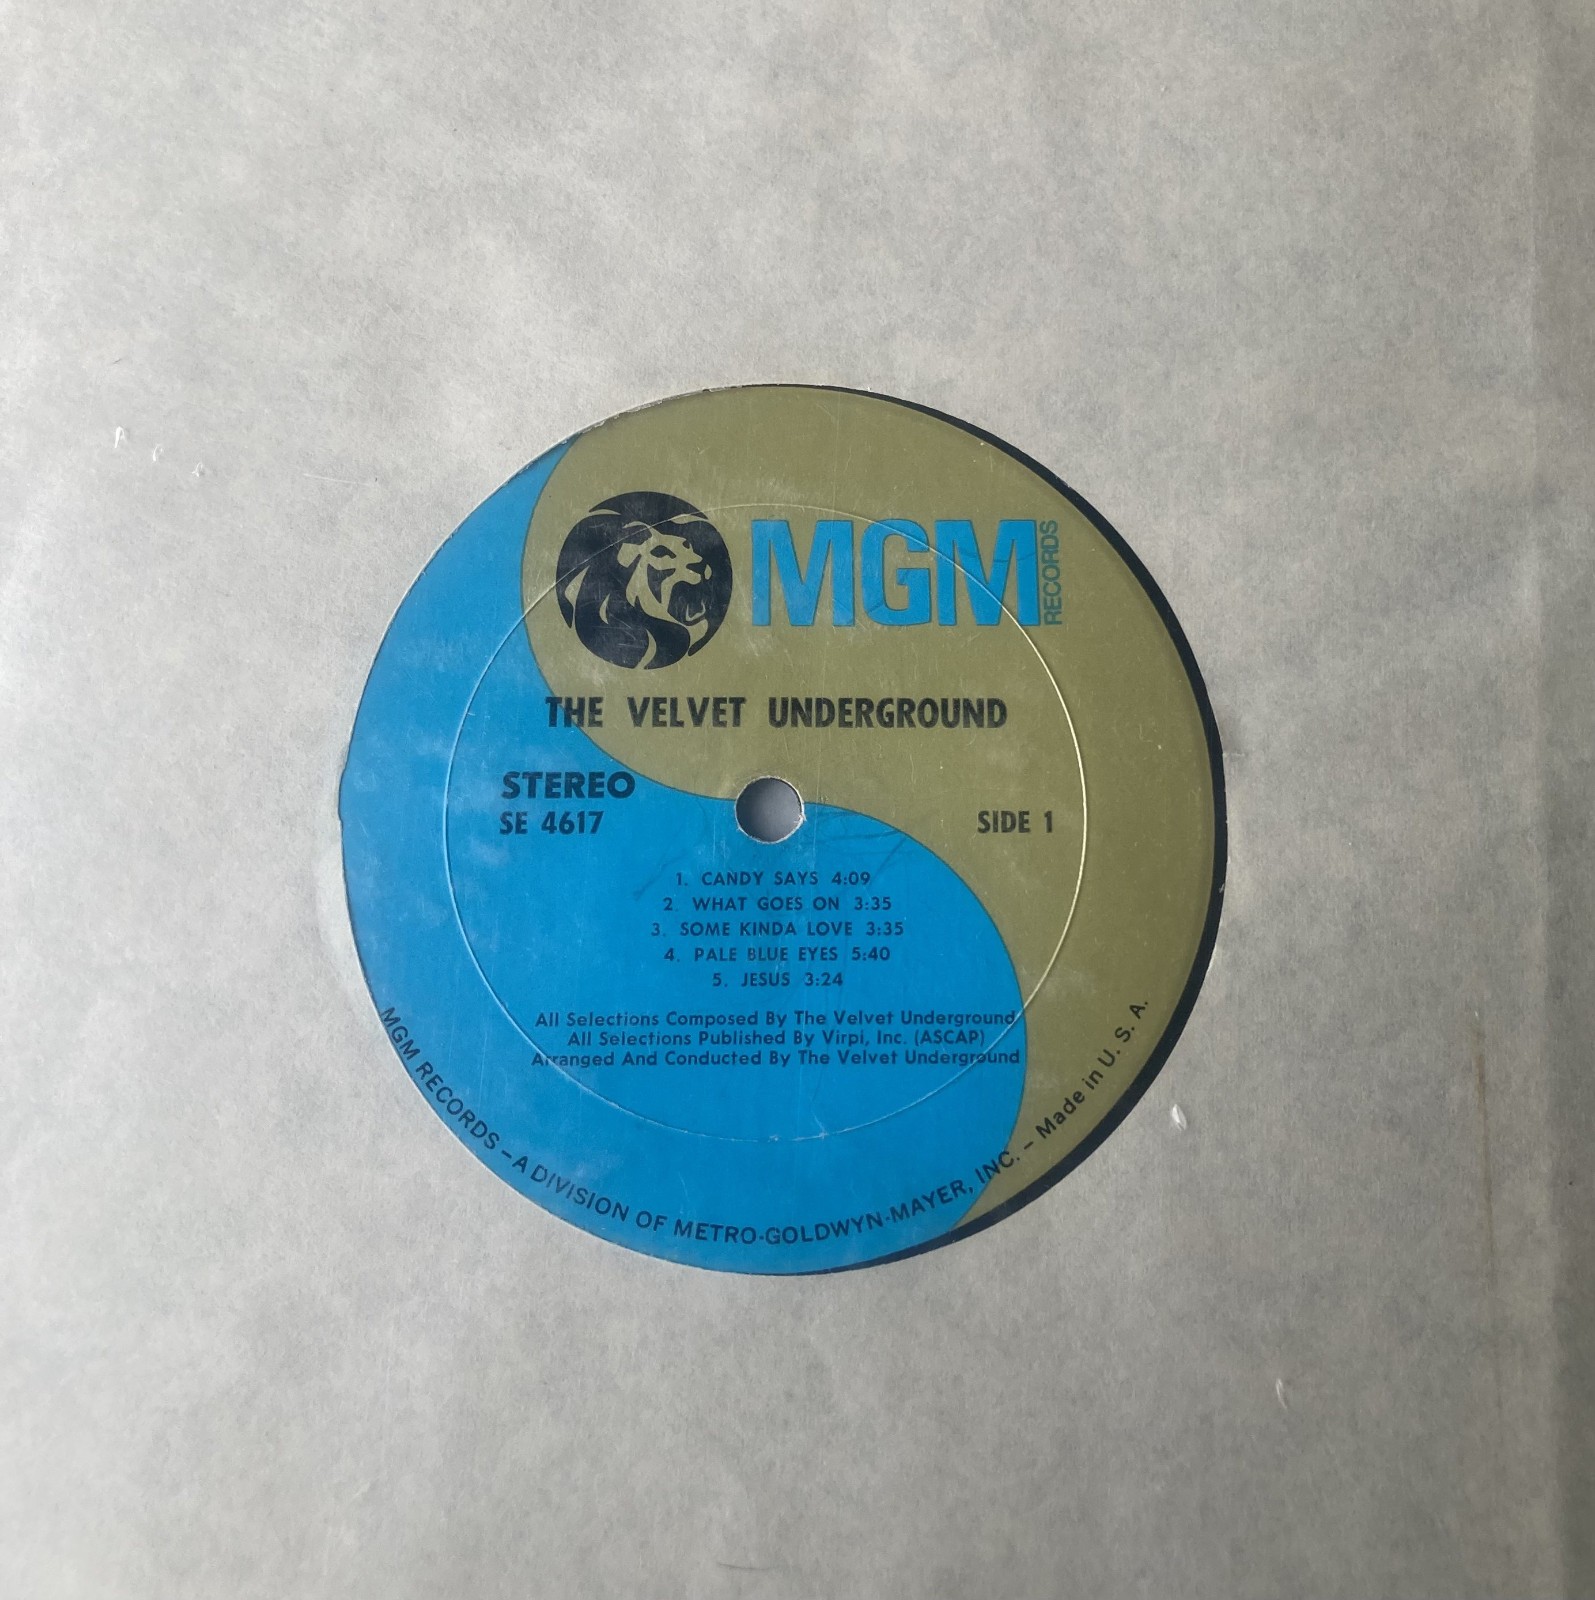 MGM RECORDS
THE VELVET UNDERGROUND
STEREO
SE 4617
SIDE 1
1. CANDY SAYS 4:09
2. WHAT GOES ON 3:35
3. SOME KINDA LOVE 3:35
4. PALE BLUE EYES 5:40
5. JESUS 3:24
All Selections Composed By The Velvet Underground
All Selections Published By Virpi, Inc. (ASCAP)
Arranged And Conducted By The Velvet Underground
MGM RECORDS – A DIVISION OF METRO-GOLDWYN-MAYER, INC. – Made in U. S. A.